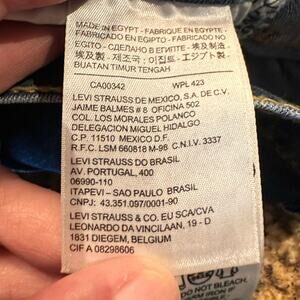 MADE IN EGYPT - FABRIQUE EN EGYPTE -
FABRICADO EN EGIPTO - FABRICADO NO
EGITO - СДЕЛАНО В ЕГИПТЕ - 埃及制造 -
埃及製造 - 제조국: 이집트 - エジプト製 -
BUATAN TIMUR TENGAH
CA00342 WPL 423
LEVI STRAUSS DE MEXICO, S.A. DE C.V.
JAIME BALMES # 8 OFICINA 502
COL. LOS MORALES POLANCO
DELEGACION MIGUEL HIDALGO
C.P. 11510 MEXICO D.F.
R.F.C. LSM 660818 M-98 C.N.I.V. 3337
LEVI STRAUSS DO BRASIL
AV. PORTUGAL, 400
06990-110
ITAPEVI - SAO PAULO BRASIL
CNPJ: 43.351.097/0001-90
LEVI STRAUSS & CO. EU SCA/CVA
LEONARDO DA VINCILAAN, 19 - D
1831 DIEGEM, BELGIUM
CIF A 08298606
DO NOT BLEACH.